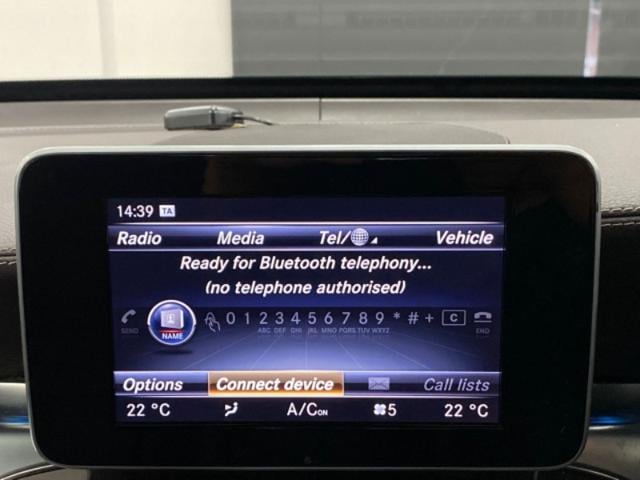 14:39 TA
Radio Media Tel/ Vehicle
Ready for Bluetooth telephony...
(no telephone authorised)
SEND NAME 0 1 2 3 4 5 6 7 8 9 * # + C END
ABC DEF GHI JKL MNO PQRS TUV WXYZ
Options Connect device Call lists
22 °C A/C ON 5 22 °C